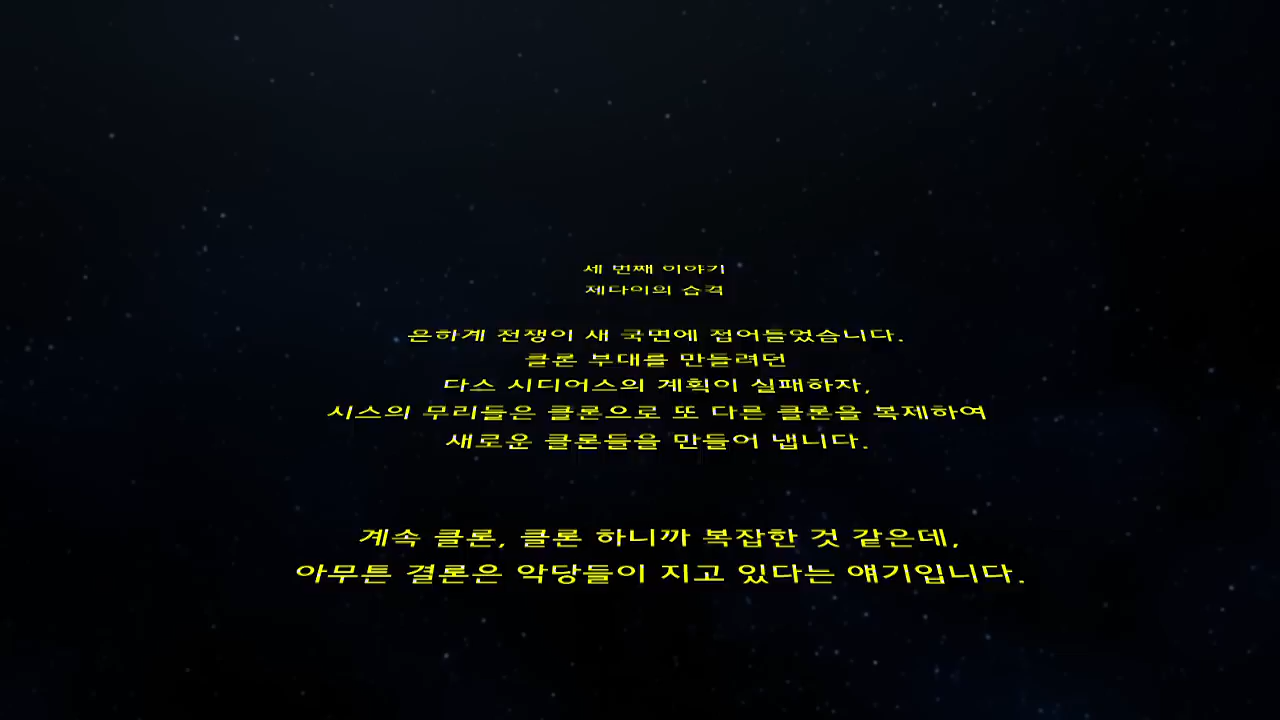 세 번째 이야기
제다이의 습격
은하계 전쟁이 새 국면에 접어들었습니다.
클론 부대를 만들려던
다스 시디어스의 계획이 실패하자,
시스의 무리들은 클론으로 또 다른 클론을 복제하여
새로운 클론들을 만들어 냅니다.
계속 클론, 클론 하니까 복잡한 것 같은데,
아무튼 결론은 악당들이 지고 있다는 얘기입니다.